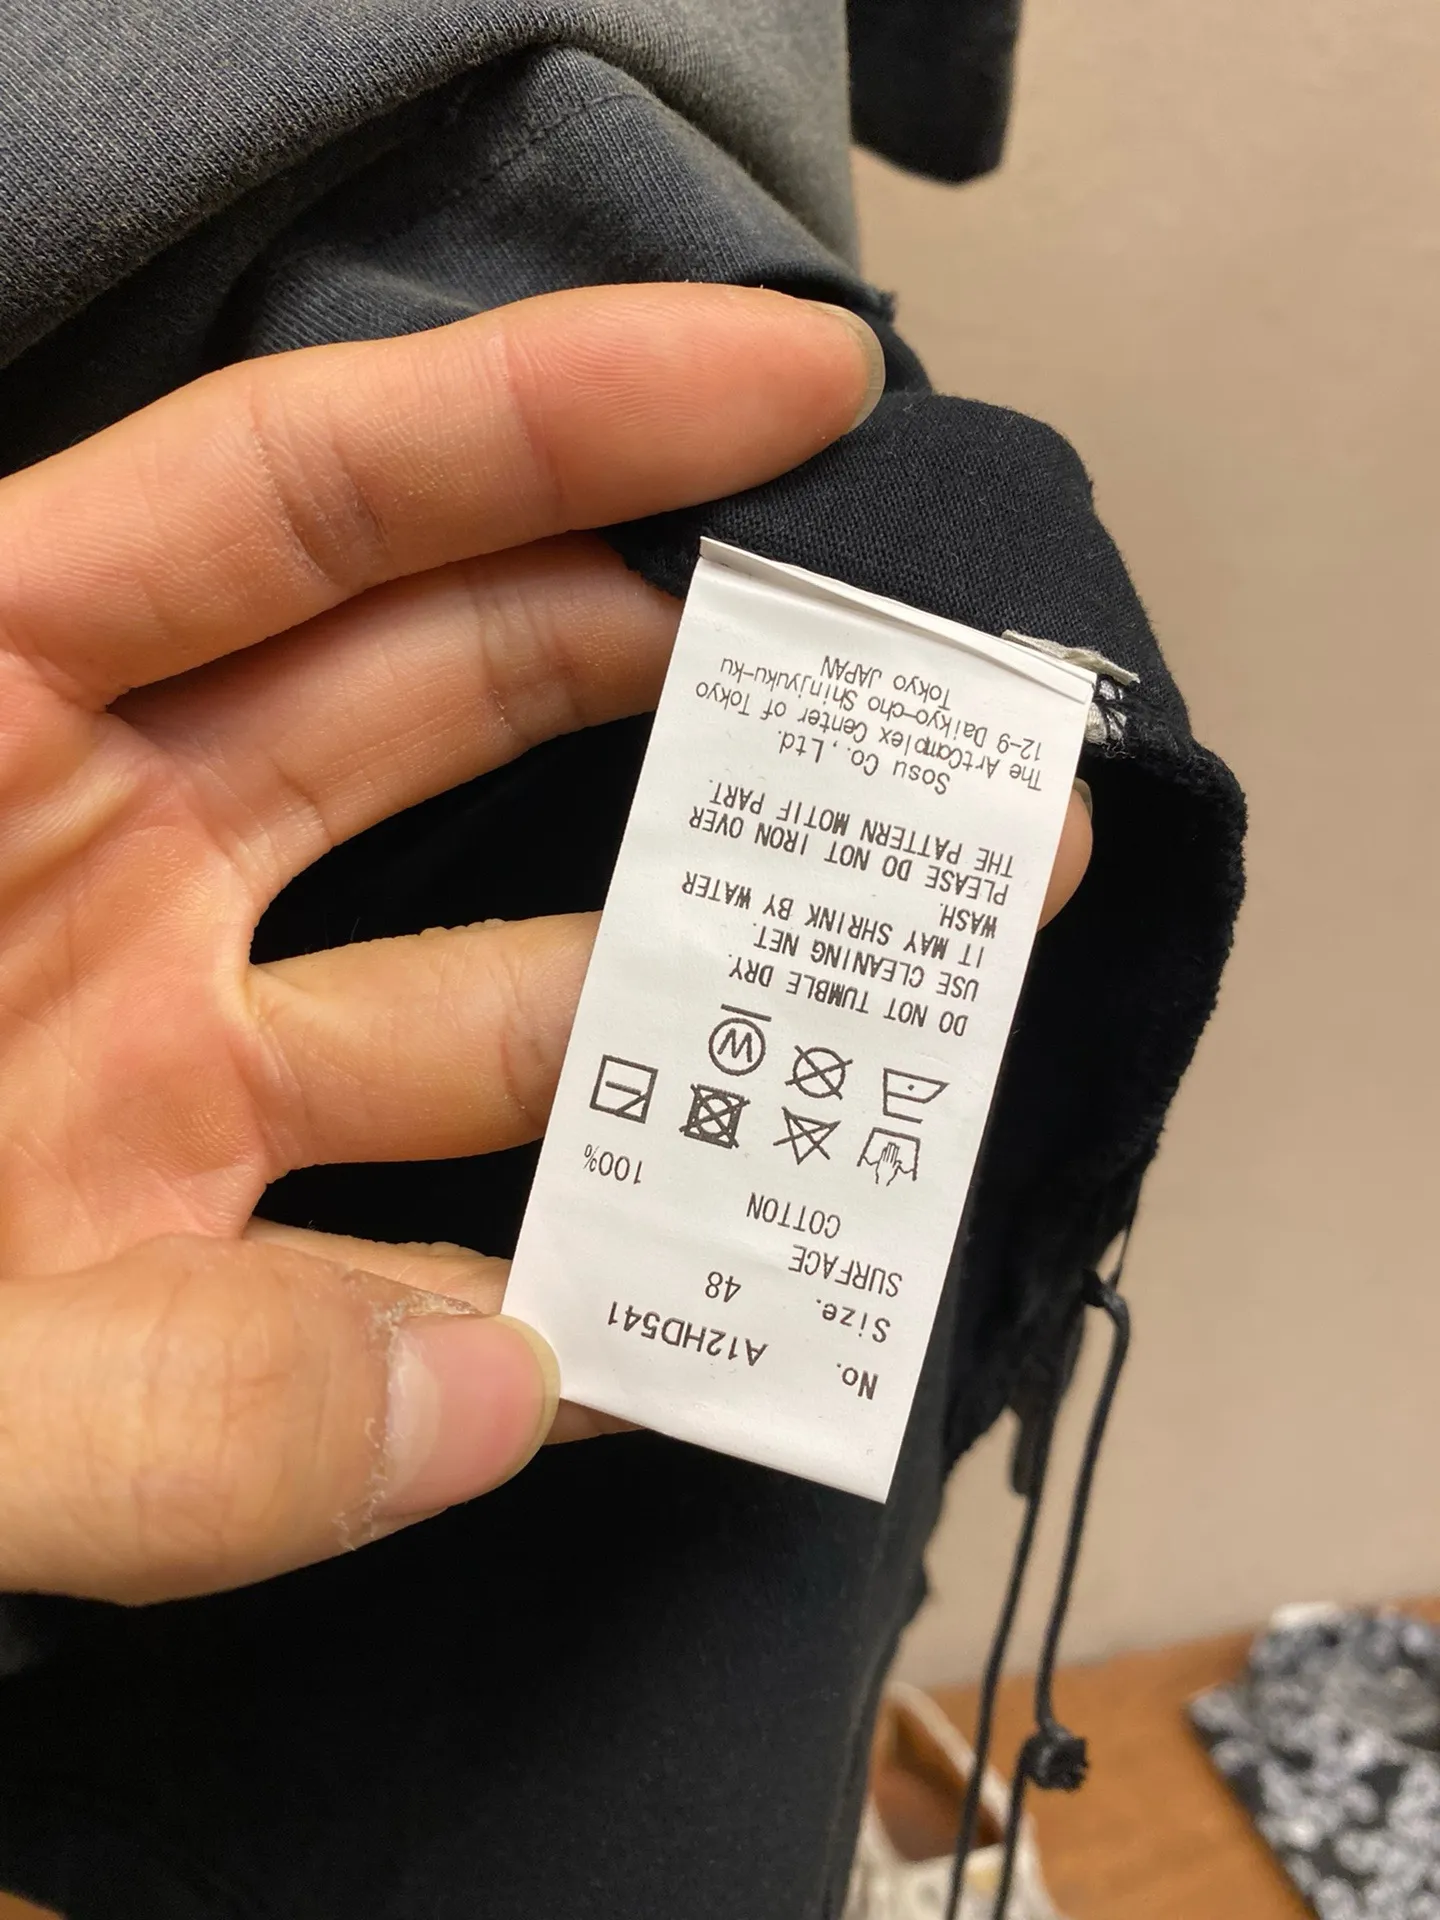 No. A12HD541
Size. 48
SURFACE
COTTON 100%
W
DO NOT TUMBLE DRY.
USE CLEANING NET.
IT MAY SHRINK BY WATER
WASH.
PLEASE DO NOT IRON OVER
THE PATTERN MOTIF PART.
Sosu Co., Ltd.
The ArtComplex Center of Tokyo
12-9 Daikyo-cho Shinjyuku-ku
Tokyo JAPAN